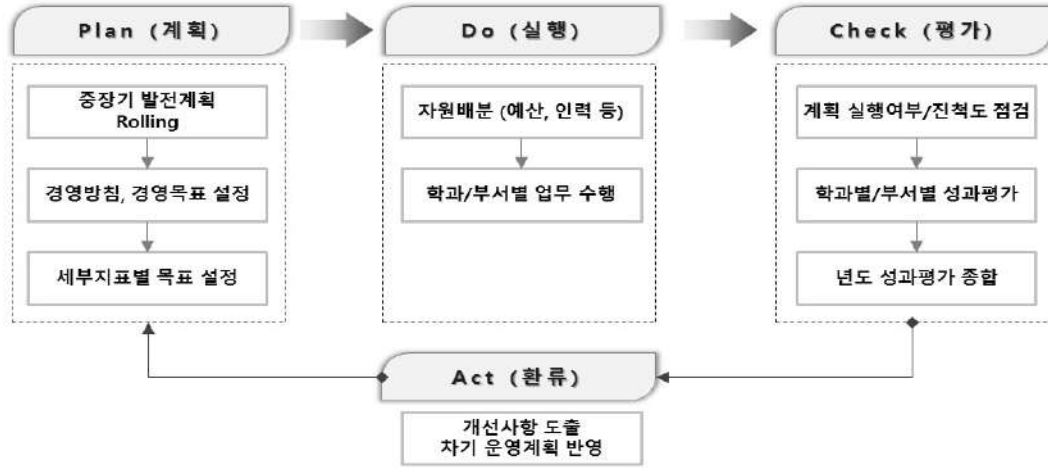 Plan (계획)
중장기 발전계획
Rolling
경영방침, 경영목표 설정
세부지표별 목표 설정
Do (실행)
자원배분 (예산, 인력 등)
학과/부서별 업무 수행
Check (평가)
계획 실행여부/진척도 점검
학과별/부서별 성과평가
년도 성과평가 종합
Act (환류)
개선사항 도출
차기 운영계획 반영